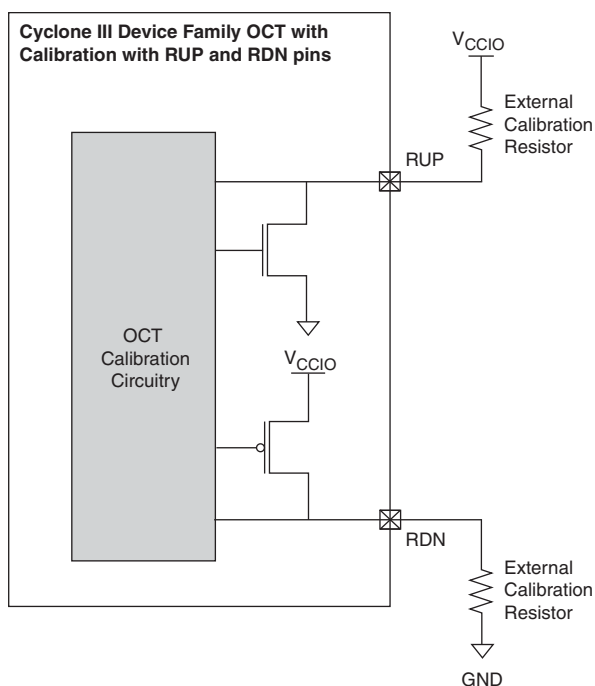 Cyclone III Device Family OCT with
Calibration with RUP and RDN pins
VCCIO
External
Calibration
Resistor
RUP
OCT
Calibration
Circuitry
VCCIO
RDN
External
Calibration
Resistor
GND